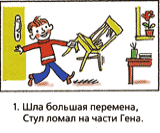 1. Шла большая перемена,
Стул ломал на части Гена.